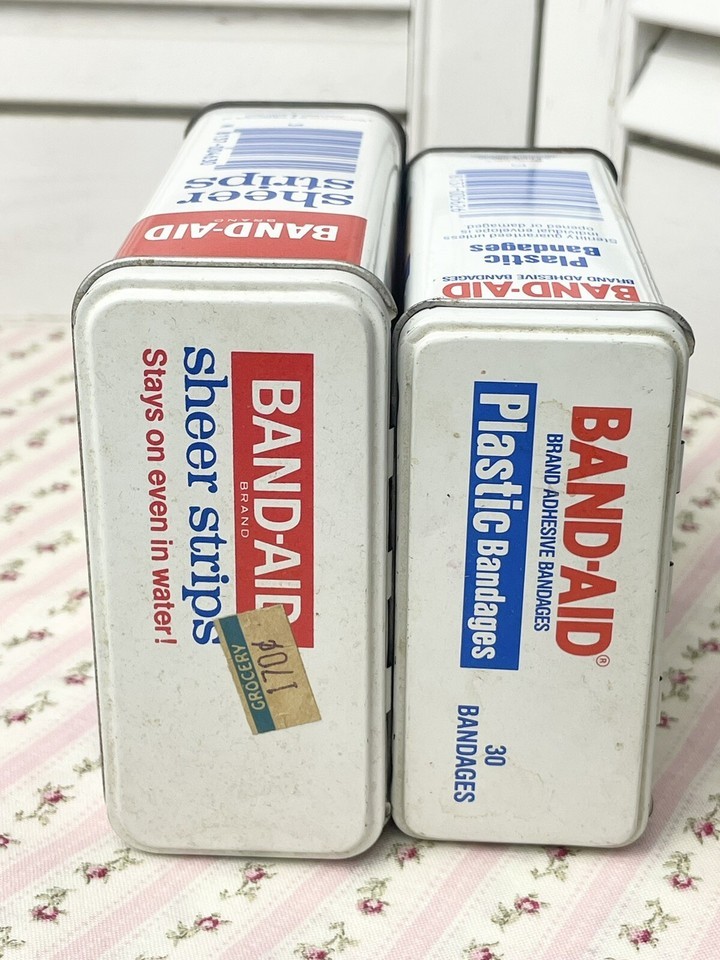 BAND-AID
BRAND
sheer
strips
BAND-AID
BRAND
sheer strips
Stays on even in water!
GROCERY
170¢
Sterility guaranteed unless
individual envelope is
opened or damaged
Plastic
Bandages
BRAND ADHESIVE BANDAGES
BAND-AID
BAND-AID®
BRAND ADHESIVE BANDAGES
Plastic Bandages
30
BANDAGES